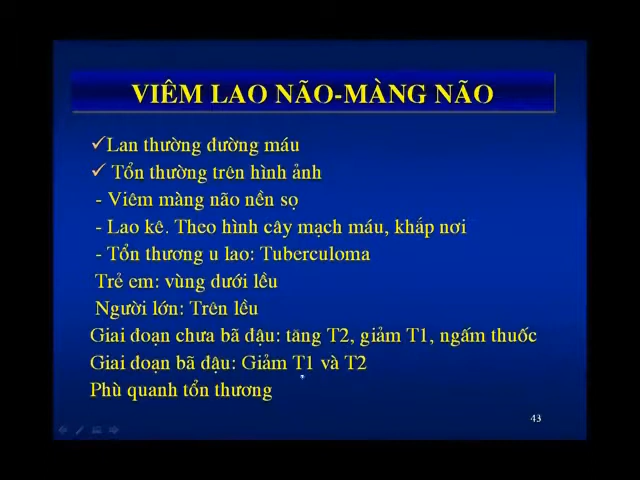 VIÊM LAO NÃO-MÀNG NÃO
Lan thường đường máu
Tổn thường trên hình ảnh
- Viêm màng não nền sọ
- Lao kê. Theo hình cây mạch máu, khắp nơi
- Tổn thương u lao: Tuberculoma
Trẻ em: vùng dưới lều
Người lớn: Trên lều
Giai đoạn chưa bã đậu: tăng T2, giảm T1, ngấm thuốc
Giai đoạn bã đậu: Giảm T1 và T2
Phù quanh tổn thương
43